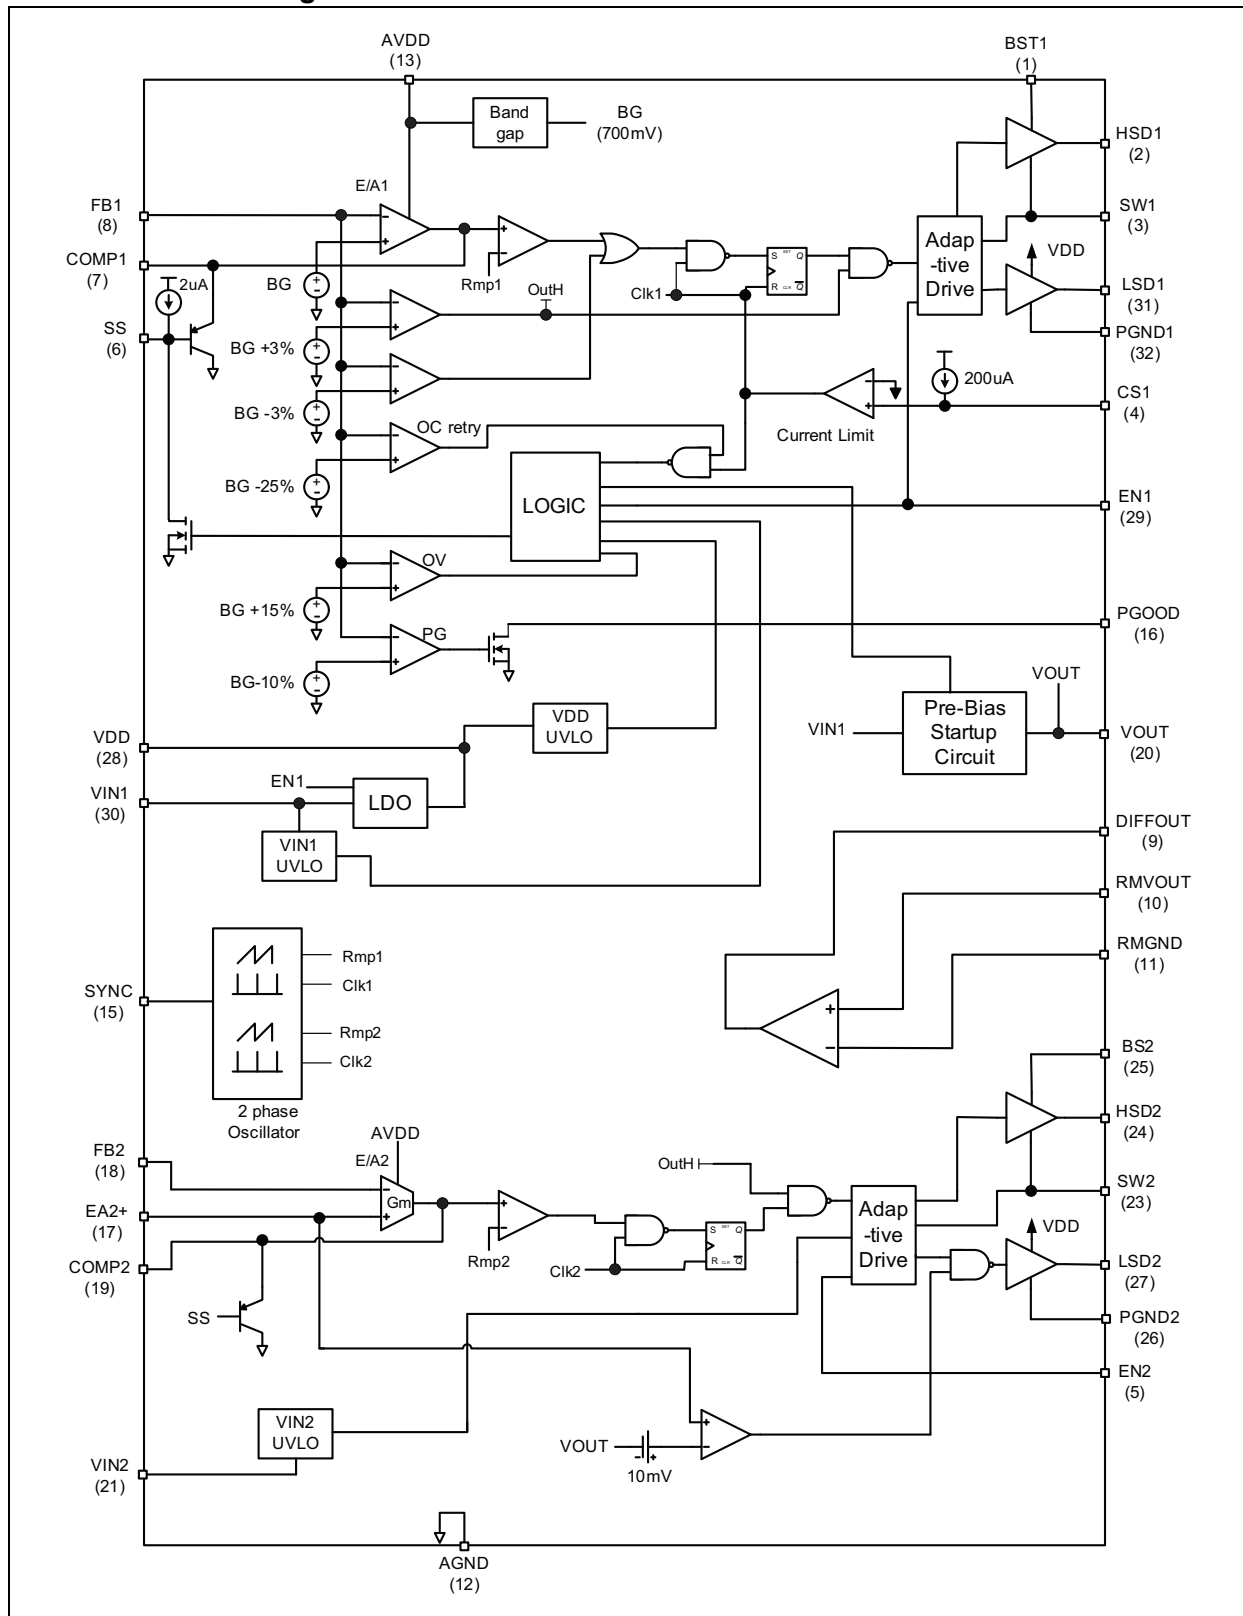 AVDD
(13)
BST1
(1)
Band
gap
BG
(700mV)
HSD1
(2)
E/A1
FB1
(8)
SW1
(3)
Adap
-tive
Drive
VDD
COMP1
(7)
2uA
BG
Rmp1
OutH
Clk1
S
SET
Q
R
CLR
Q
LSD1
(31)
SS
(6)
PGND1
(32)
BG +3%
200uA
CS1
(4)
BG -3%
OC retry
Current Limit
BG -25%
LOGIC
EN1
(29)
OV
BG +15%
PGOOD
(16)
PG
BG-10%
VOUT
VDD
UVLO
VIN1
Pre-Bias
Startup
Circuit
VOUT
(20)
VDD
(28)
EN1
LDO
VIN1
(30)
DIFFOUT
(9)
VIN1
UVLO
RMVOUT
(10)
RMGND
(11)
Rmp1
Clk1
SYNC
(15)
Rmp2
Clk2
BS2
(25)
2 phase
Oscillator
HSD2
(24)
AVDD
E/A2
FB2
(18)
OutH
Gm
SW2
(23)
EA2+
(17)
Adap
-tive
Drive
VDD
S
SET
Q
R
CLR
Q
COMP2
(19)
Rmp2
Clk2
LSD2
(27)
SS
PGND2
(26)
EN2
(5)
VIN2
UVLO
VOUT
10mV
VIN2
(21)
AGND
(12)